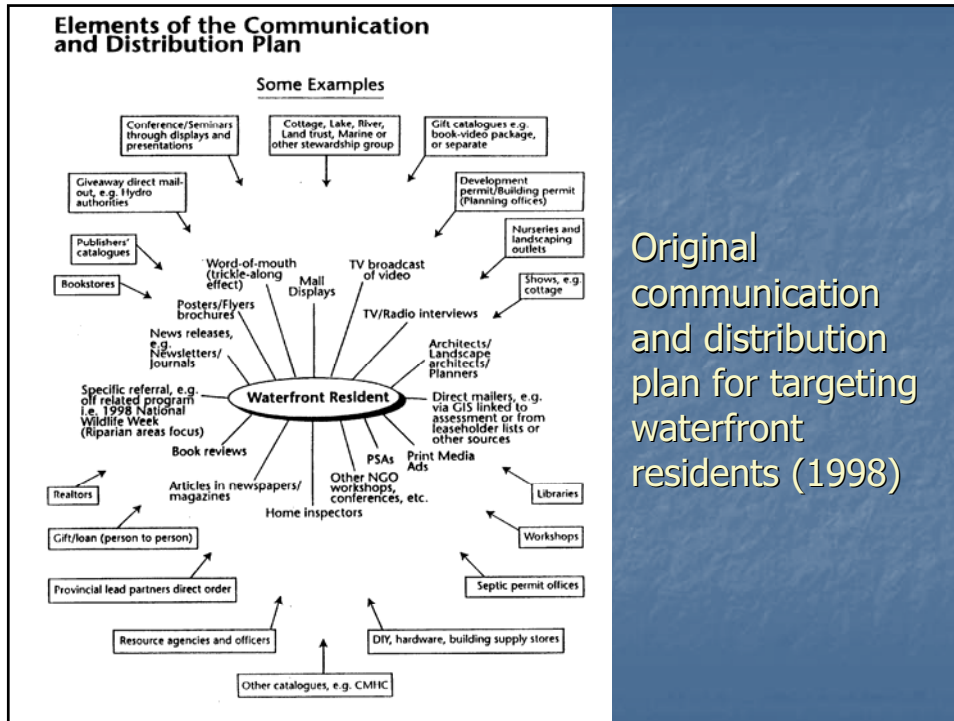 Elements of the Communication
and Distribution Plan
Some Examples
Conference/Seminars
through displays and
presentations
Cottage, Lake, River,
Land trust, Marine or
other stewardship group
Gift catalogues e.g.
book-video package,
or separate
Giveaway direct mail-
out, e.g. Hydro
authorities
Development
permit/Building permit
(Planning offices)
Publishers'
catalogues
Nurseries and
landscaping
outlets
Bookstores
Shows, e.g.
cottage
Word-of-mouth
(trickle-along
effect)
Mall
Displays
TV broadcast
of video
Posters/Flyers
brochures
TV/Radio interviews
News releases,
e.g.
Newsletters/
Journals
Architects/
Landscape
architects/
Planners
Specific referral, e.g.
off related program
i.e. 1998 National
Wildlife Week
(Riparian areas focus)
Waterfront Resident
Direct mailers, e.g.
via GIS linked to
assessment or from
leaseholder lists or
other sources
Book reviews
PSAs
Print Media
Ads
Articles in newspapers/
magazines
Other NGO
workshops,
conferences, etc.
Home inspectors
Realtors
Libraries
Gift/loan (person to person)
Workshops
Provincial lead partners direct order
Septic permit offices
Resource agencies and officers
DIY, hardware, building supply stores
Other catalogues, e.g. CMHC
Original
communication
and distribution
plan for targeting
waterfront
residents (1998)